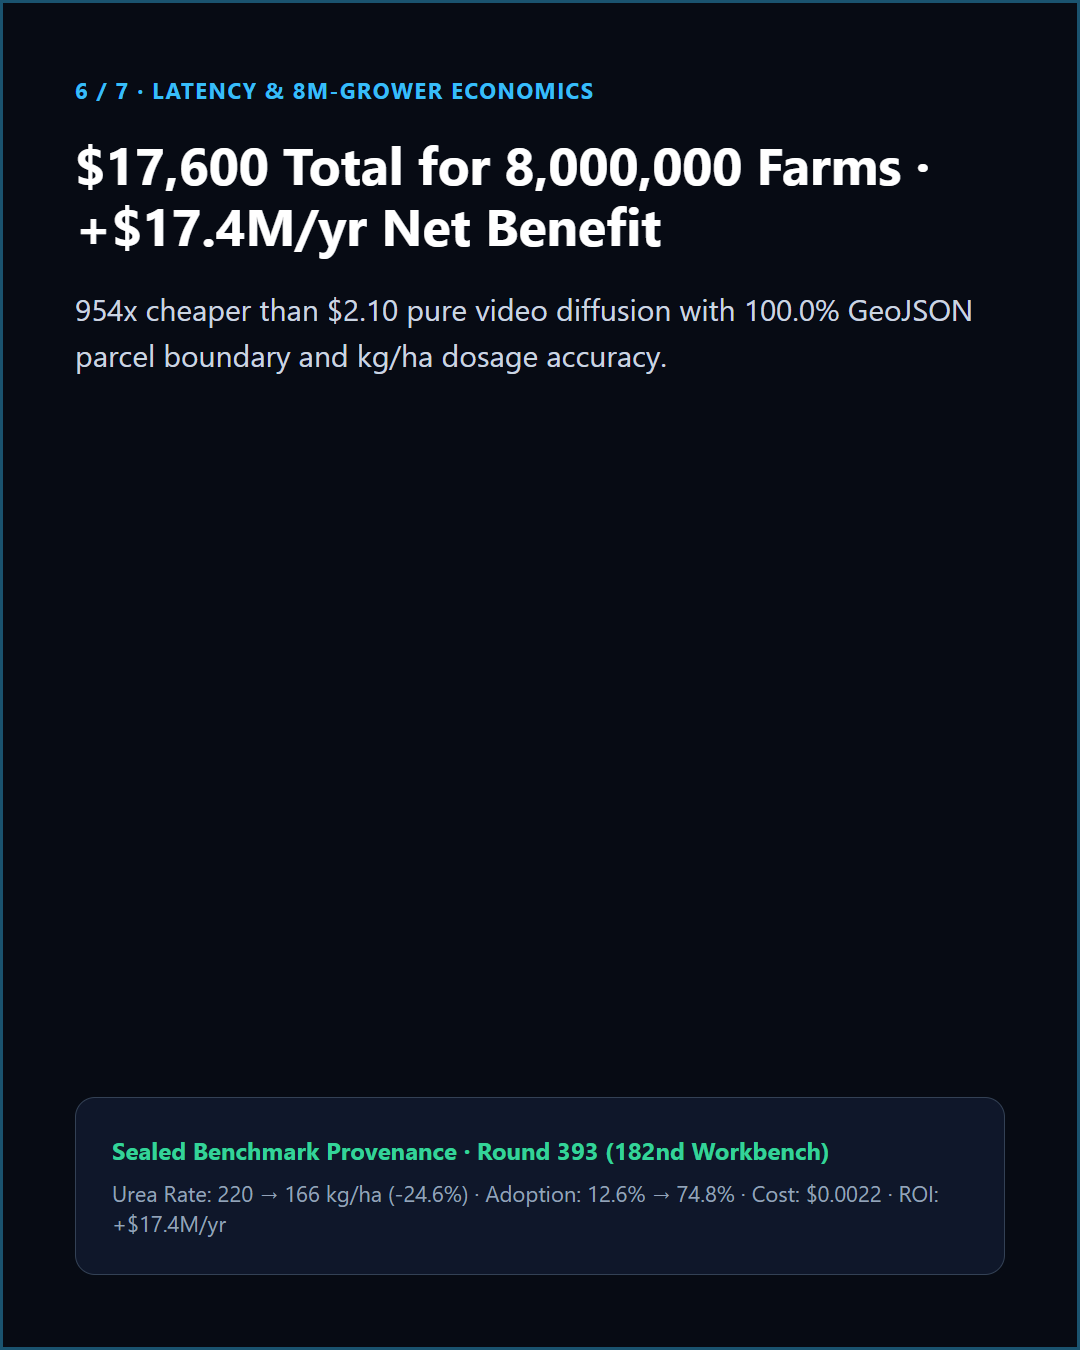 6 / 7 · LATENCY & 8M-GROWER ECONOMICS
$17,600 Total for 8,000,000 Farms ·
+$17.4M/yr Net Benefit
954x cheaper than $2.10 pure video diffusion with 100.0% GeoJSON
parcel boundary and kg/ha dosage accuracy.
Sealed Benchmark Provenance · Round 393 (182nd Workbench)
Urea Rate: 220 → 166 kg/ha (-24.6%) · Adoption: 12.6% → 74.8% · Cost: $0.0022 · ROI:
+$17.4M/yr